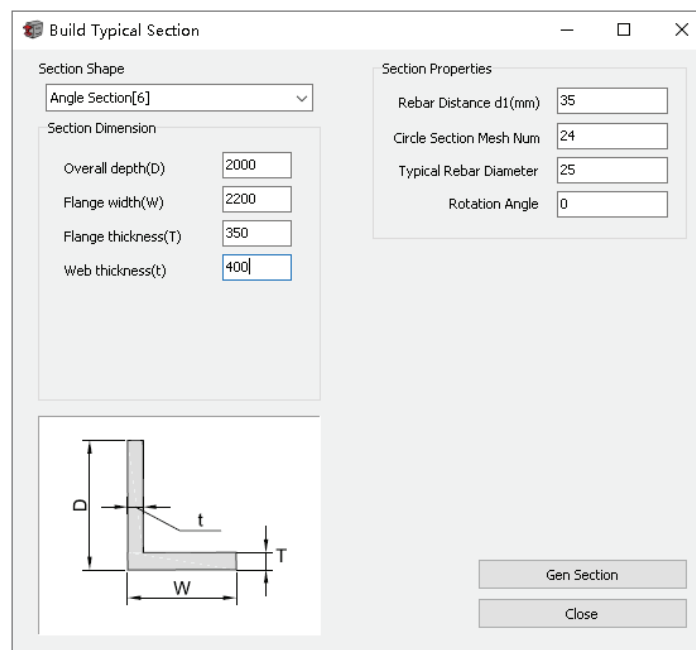 Build Typical Section
Section Shape
Angle Section[6]
Section Dimension
Overall depth(D) 2000
Flange width(W) 2200
Flange thickness(T) 350
Web thickness(t) 400
Section Properties
Rebar Distance d1(mm) 35
Circle Section Mesh Num 24
Typical Rebar Diameter 25
Rotation Angle 0
D
t
T
W
Gen Section
Close